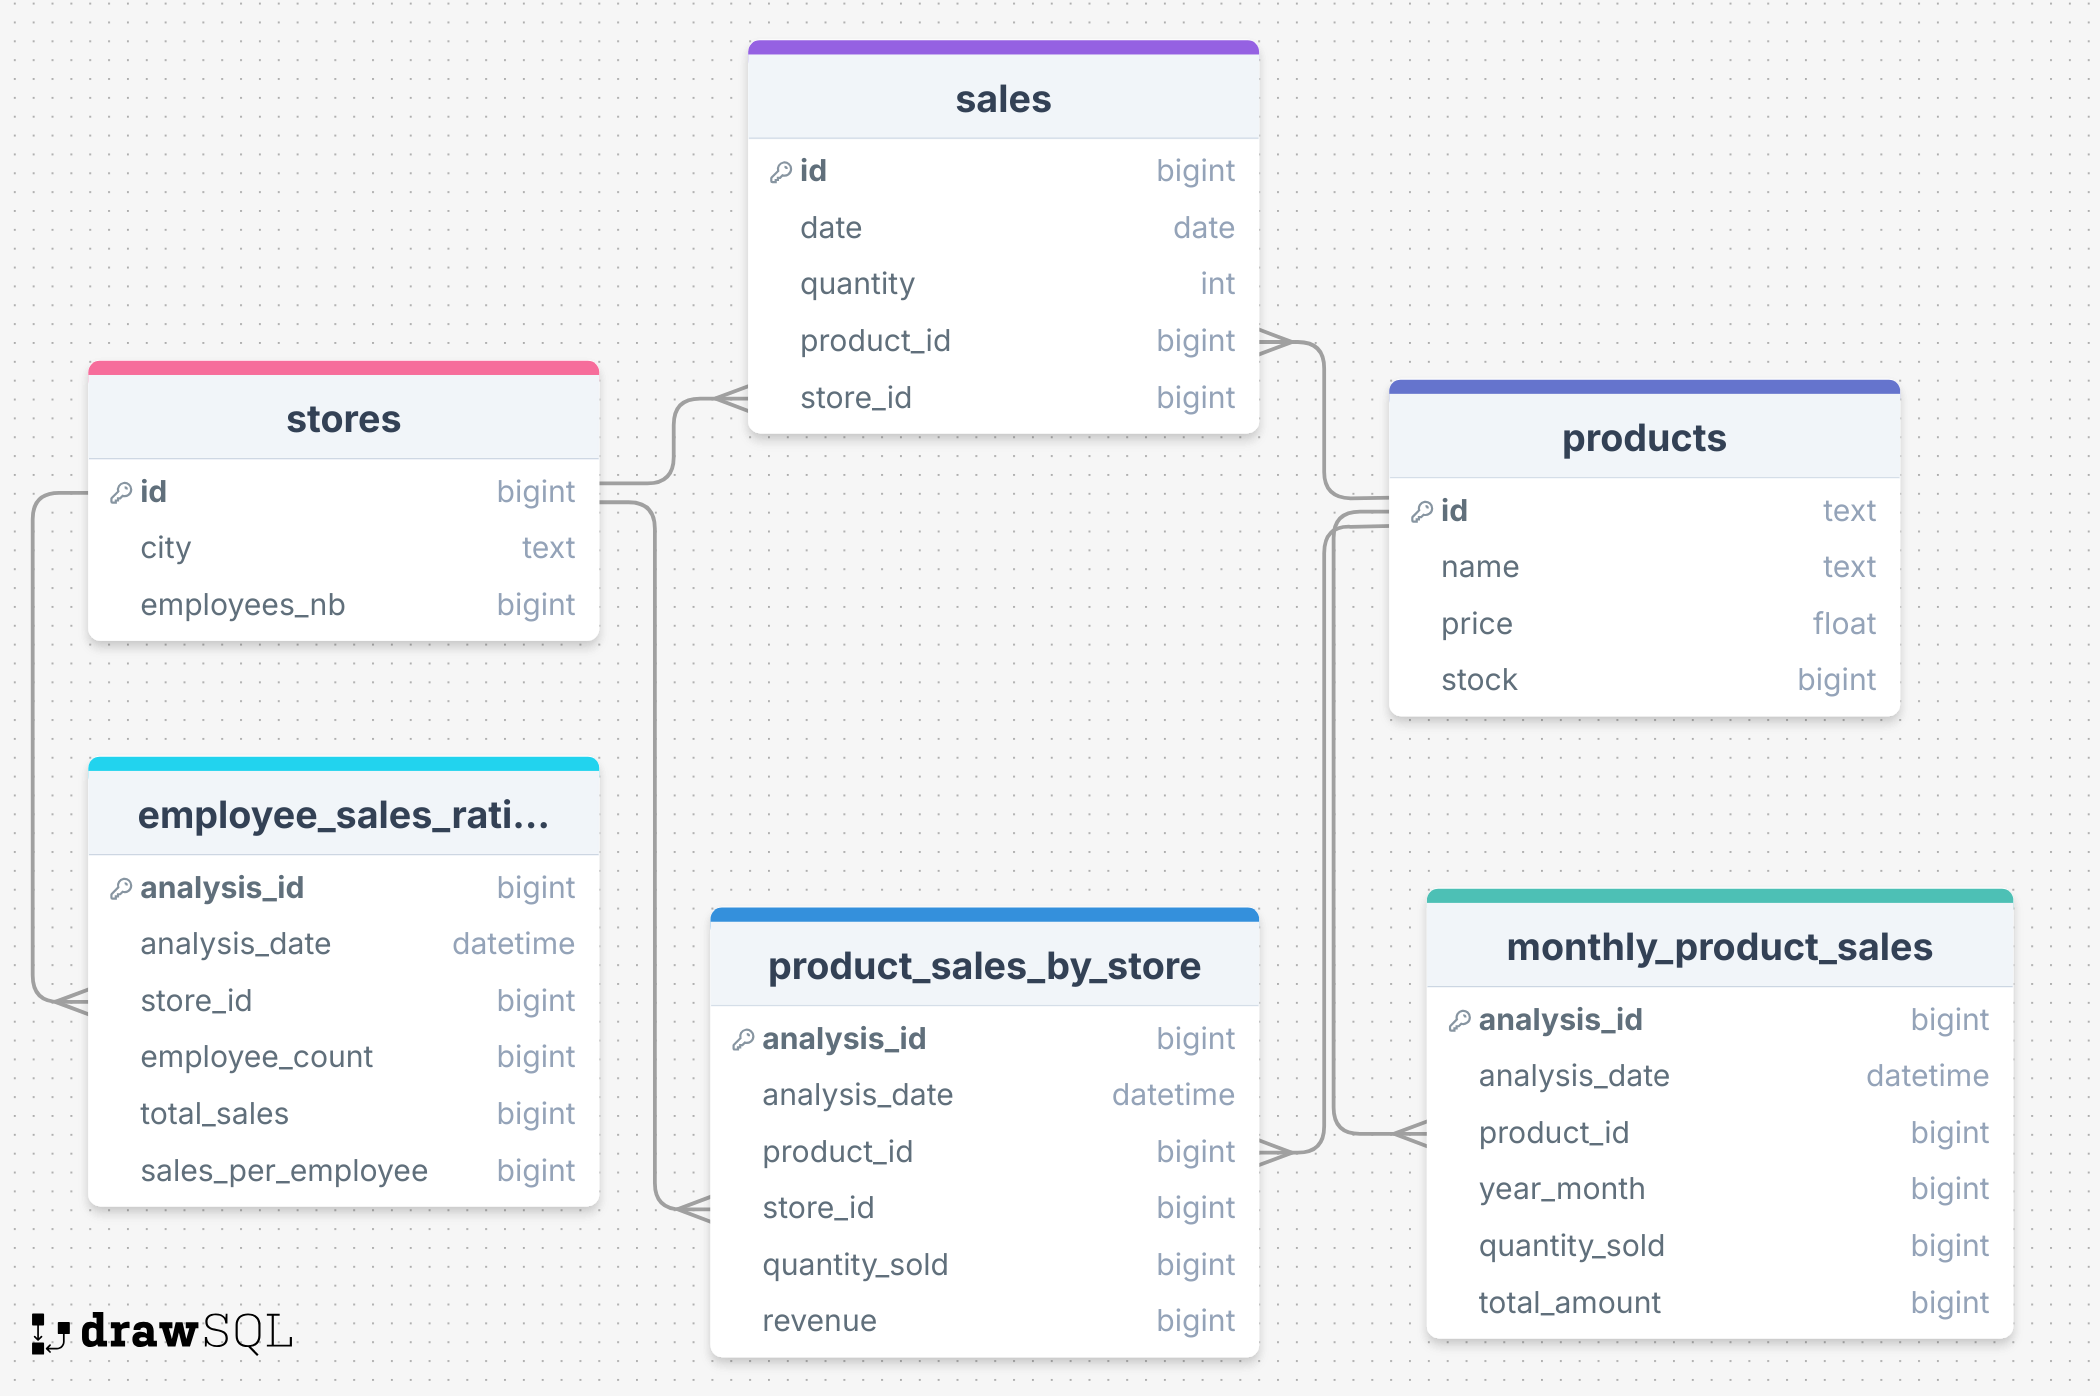 sales
id bigint
date date
quantity int
product_id bigint
store_id bigint
stores
id bigint
city text
employees_nb bigint
products
id text
name text
price float
stock bigint
employee_sales_rati...
analysis_id bigint
analysis_date datetime
store_id bigint
employee_count bigint
total_sales bigint
sales_per_employee bigint
product_sales_by_store
analysis_id bigint
analysis_date datetime
product_id bigint
store_id bigint
quantity_sold bigint
revenue bigint
monthly_product_sales
analysis_id bigint
analysis_date datetime
product_id bigint
year_month bigint
quantity_sold bigint
total_amount bigint
drawSQL